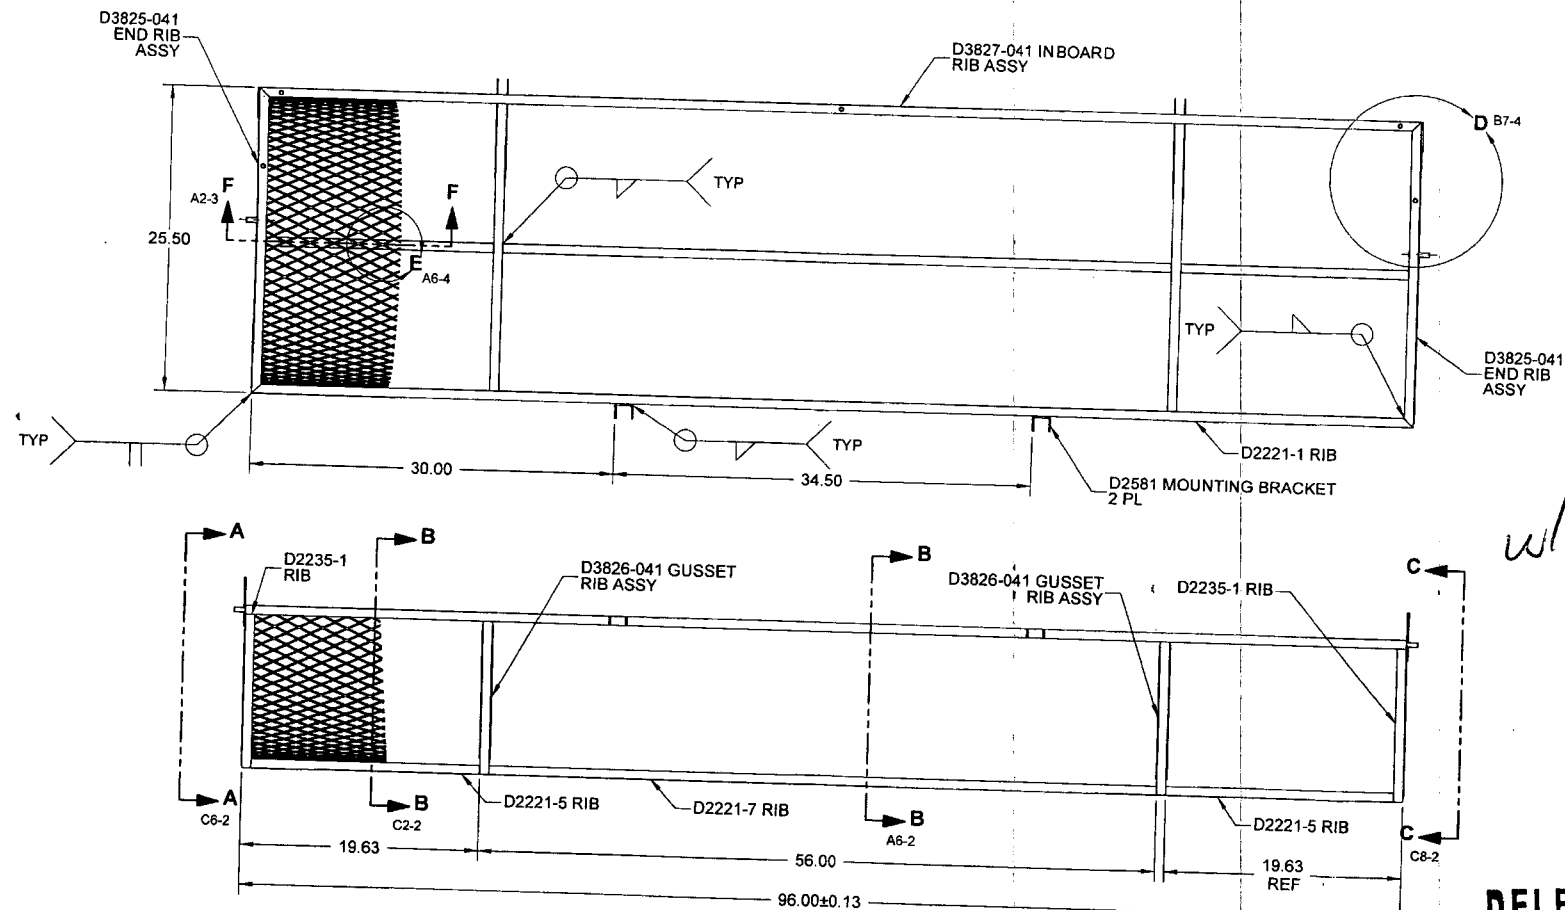 D3825-041
END RIB
ASSY
D3827-041 INBOARD
RIB ASSY
D B7-4
F
A2-3
F
TYP
25.50
E
A6-4
TYP
D3825-041
END RIB
ASSY
TYP
TYP
D2221-1 RIB
30.00
34.50
D2581 MOUNTING BRACKET
2 PL
w/
A
B
B
C
D2235-1
RIB
D3826-041 GUSSET
RIB ASSY
D3826-041 GUSSET
RIB ASSY
D2235-1 RIB
A
C6-2
B
C2-2
D2221-5 RIB
D2221-7 RIB
B
A6-2
D2221-5 RIB
C
C8-2
19.63
56.00
19.63
REF
96.00±0.13